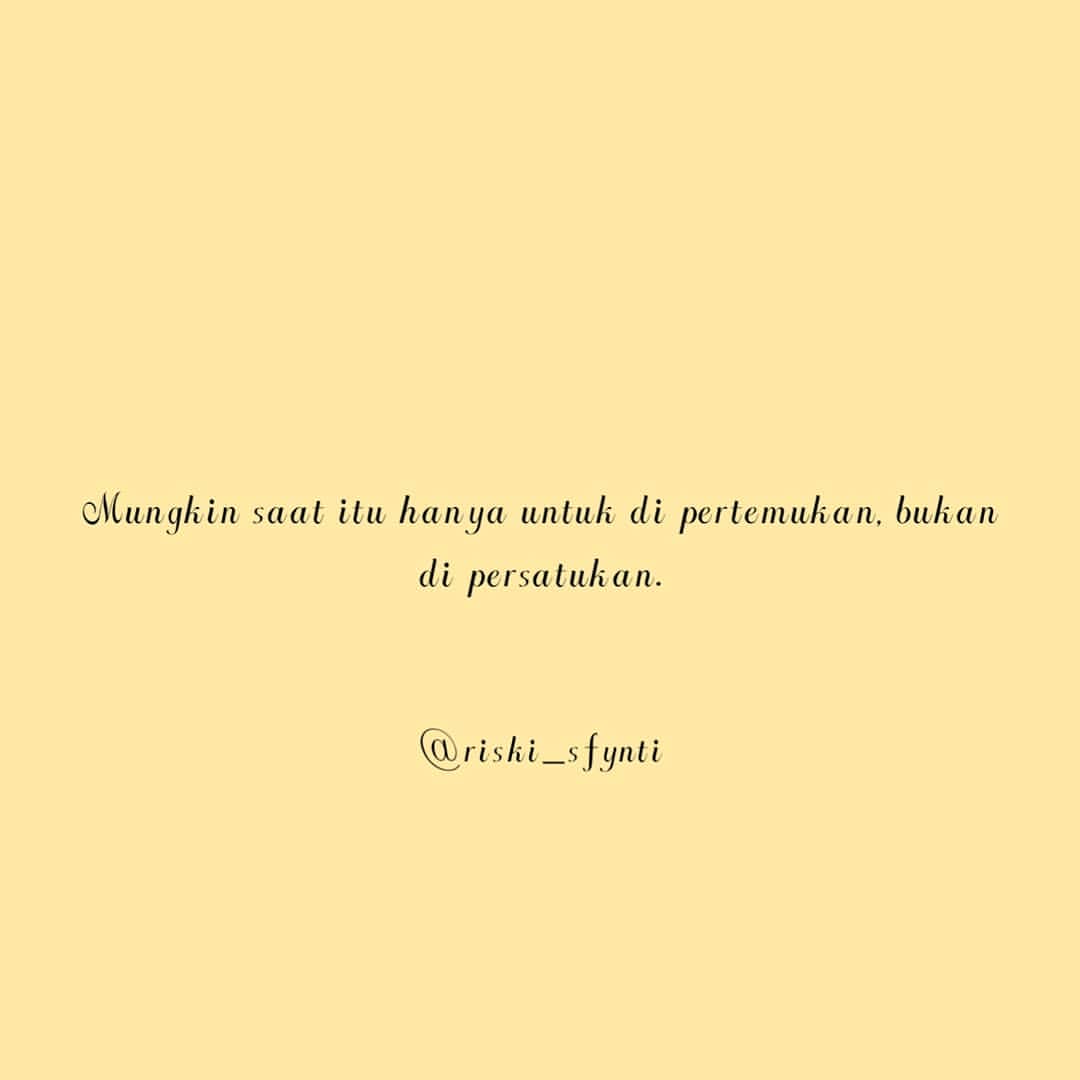 Mungkin saat itu hanya untuk di pertemukan, bukan
di persatukan.
@riski_sfynti